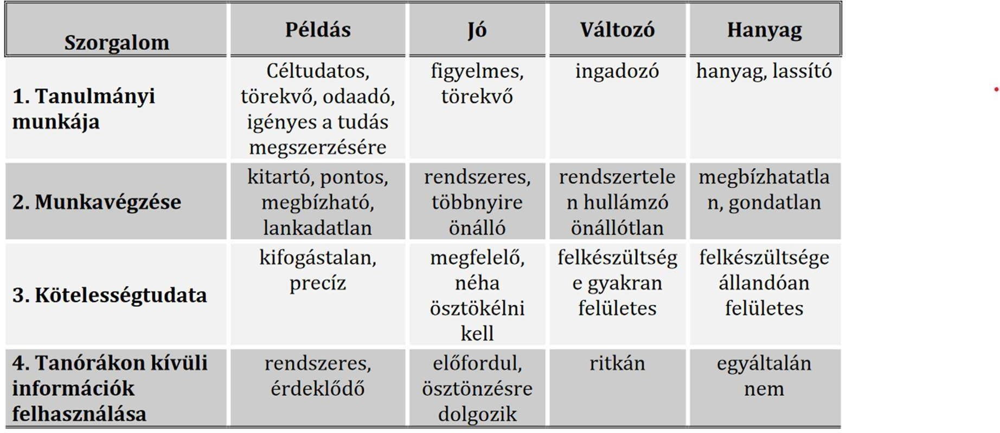 Szorgalom
Példás
Jó
Változó
Hanyag
1. Tanulmányi
munkája
Céltudatos,
törekvő, odaadó,
igényes a tudás
megszerzésére
figyelmes,
törekvő
ingadozó
hanyag, lassító
2. Munkavégzése
kitartó, pontos,
megbízható,
lankadatlan
rendszeres,
többnyire
önálló
rendszertele
n hullámzó
önállótlan
megbízhatatla
n, gondatlan
3. Kötelességtudata
kifogástalan,
precíz
megfelelő,
néha
ösztökélni
kell
felkészültség
e gyakran
felületes
felkészültsége
állandóan
felületes
4. Tanórákon kívüli
információk
felhasználása
rendszeres,
érdeklődő
előfordul,
ösztönzésre
dolgozik
ritkán
egyáltalán
nem